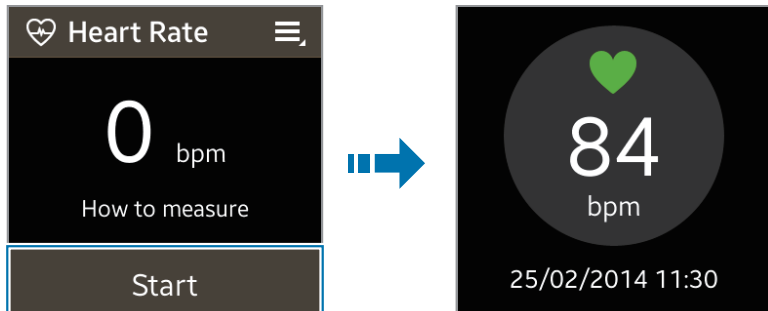 Heart Rate
0 bpm
How to measure
Start
84
bpm
25/02/2014 11:30